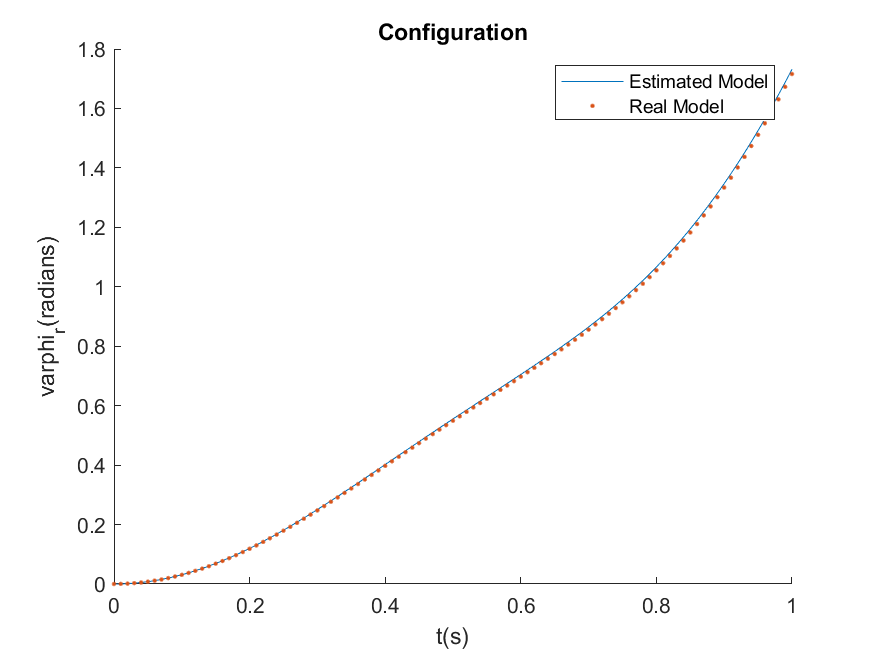 Configuration
1.8
1.6
1.4
1.2
1
0.8
0.6
0.4
0.2
0
varphi_r(radians)
Estimated Model
Real Model
0 0.2 0.4 0.6 0.8 1
t(s)